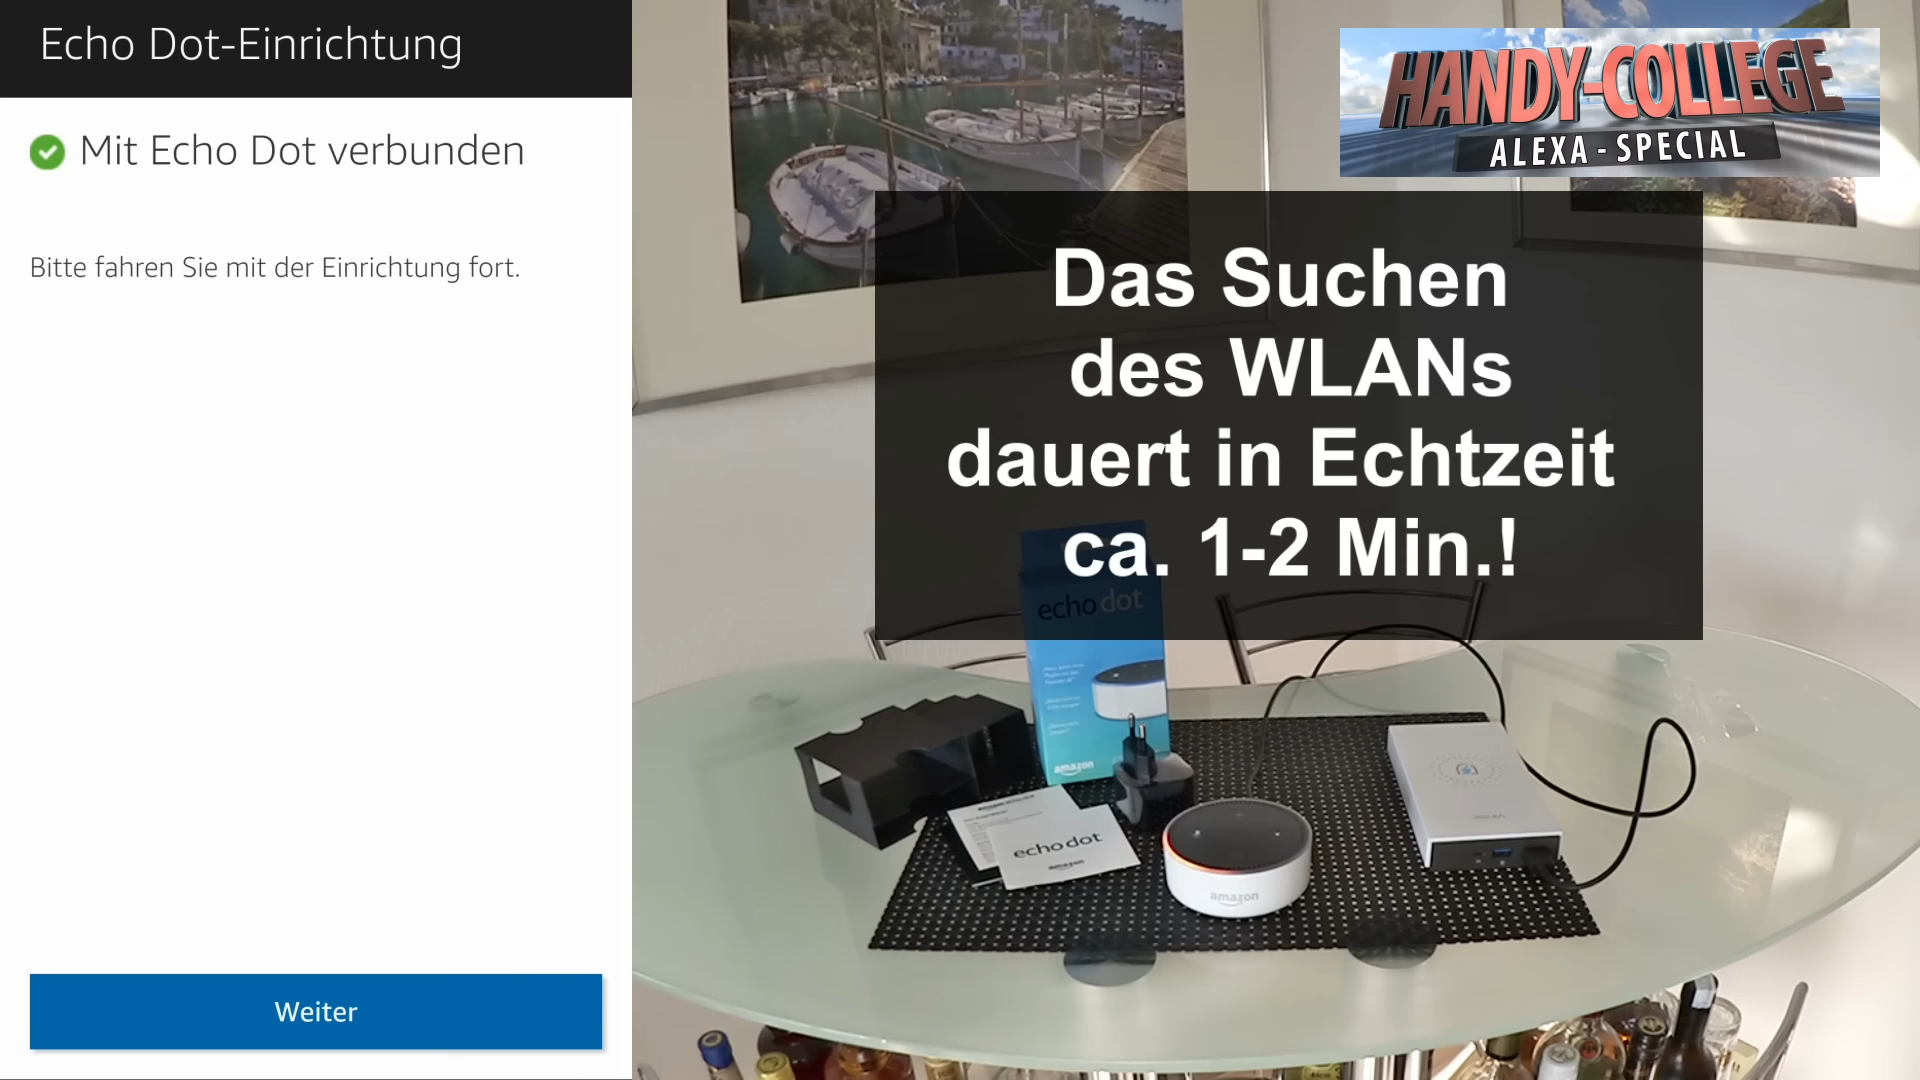 Echo Dot-Einrichtung
Mit Echo Dot verbunden
Bitte fahren Sie mit der Einrichtung fort.
Weiter
HANDY-COLLEGE
ALEXA - SPECIAL
Das Suchen
des WLANs
dauert in Echtzeit
ca. 1-2 Min.!
echo dot
amazon
echo dot
amazon
amazon